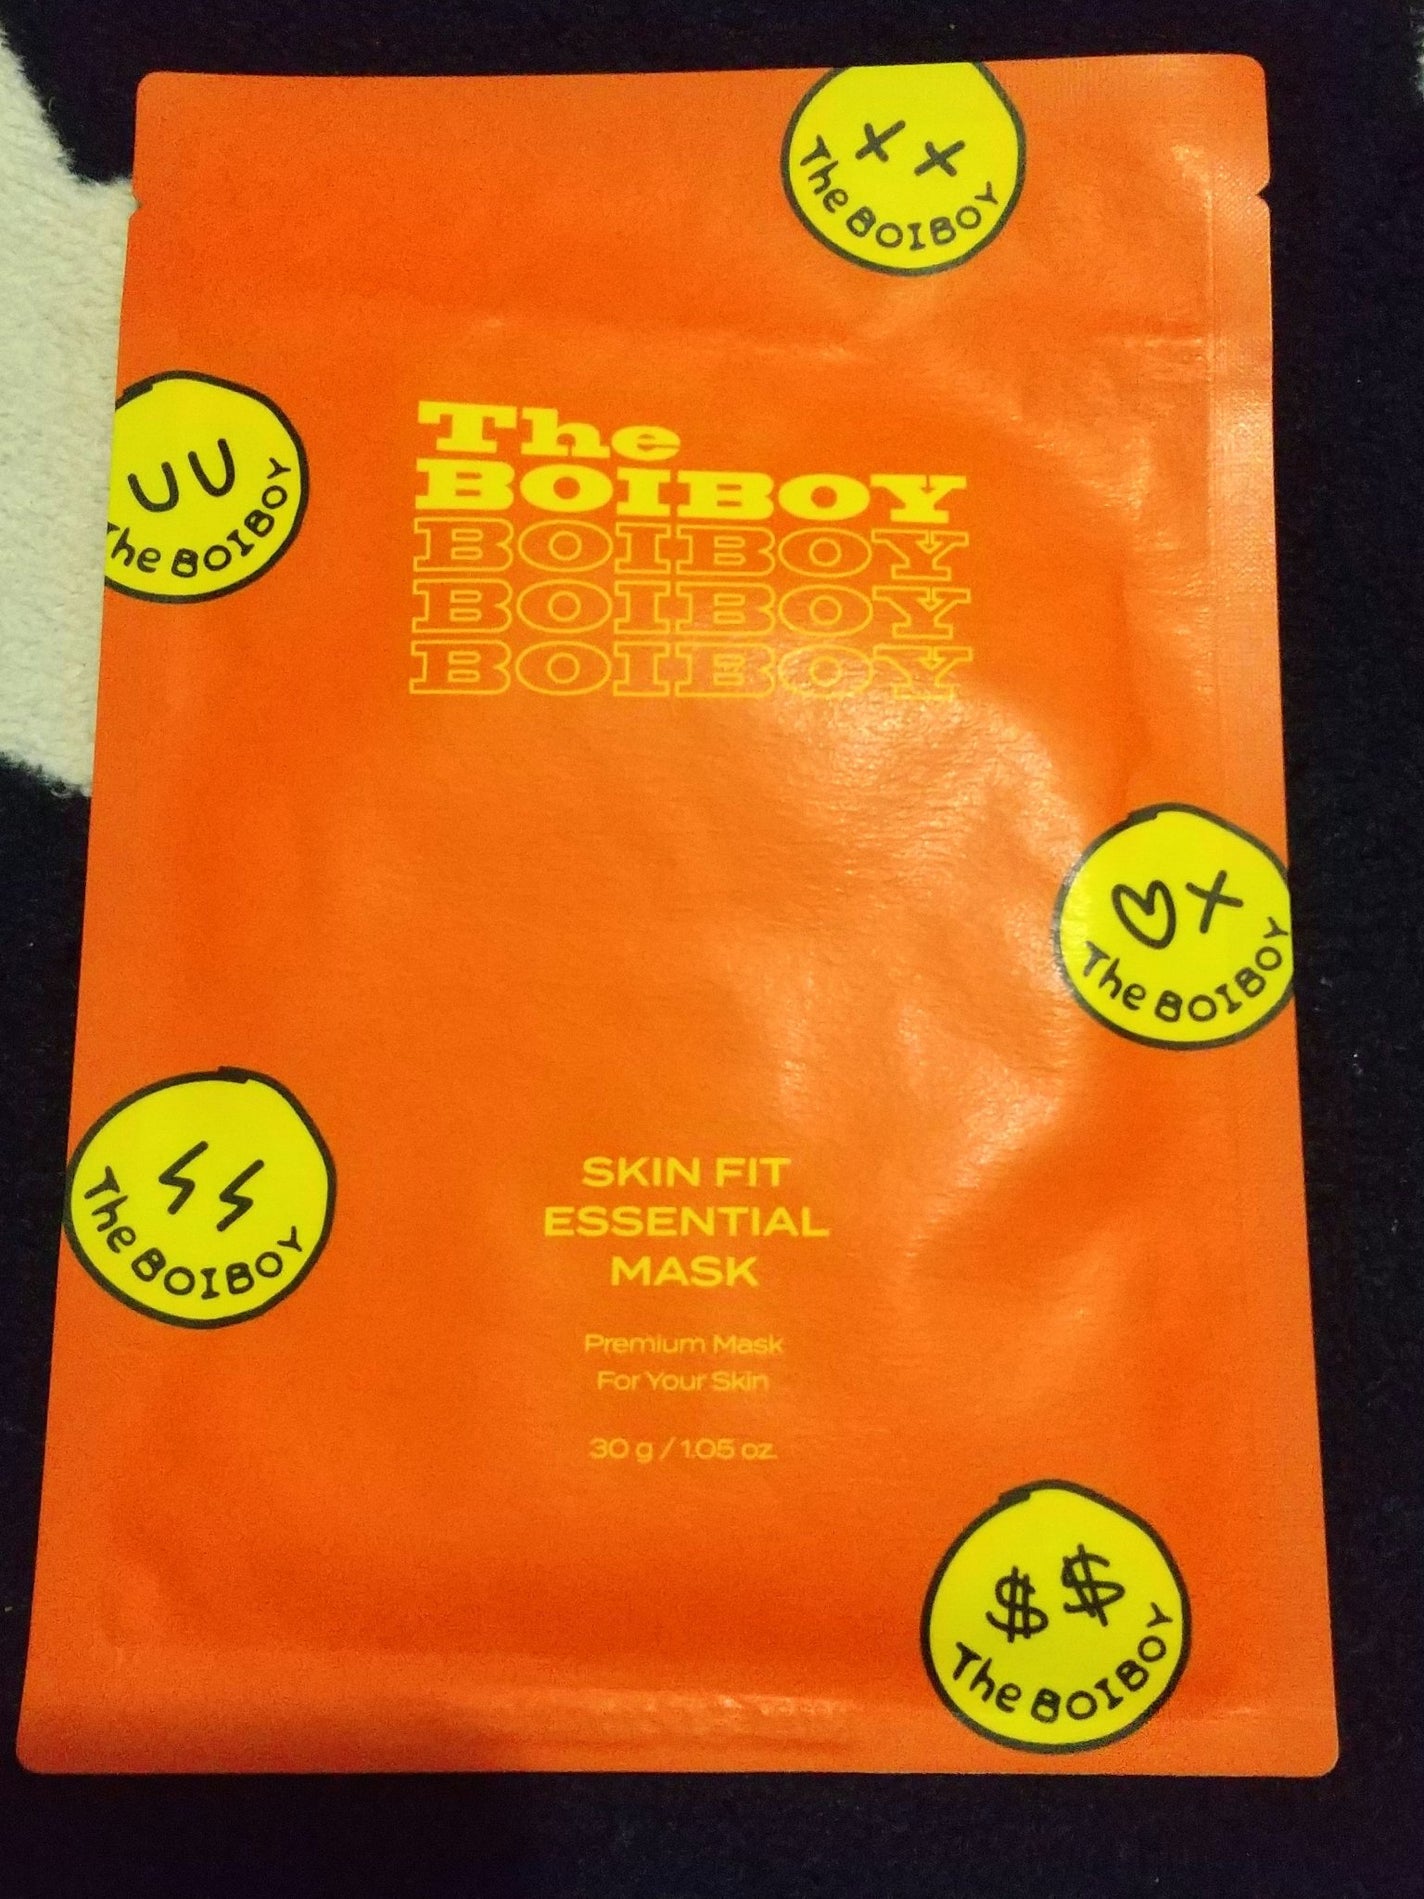 The BOIBOY
The
BOIBOY
BOIBOY
BOIBOY
BOIBOY
The BOIBOY
The BOIBOY
The BOIBOY
SKIN FIT
ESSENTIAL
MASK
Premium Mask
For Your Skin
30 g / 1.05 oz.
$ $
The BOIBOY